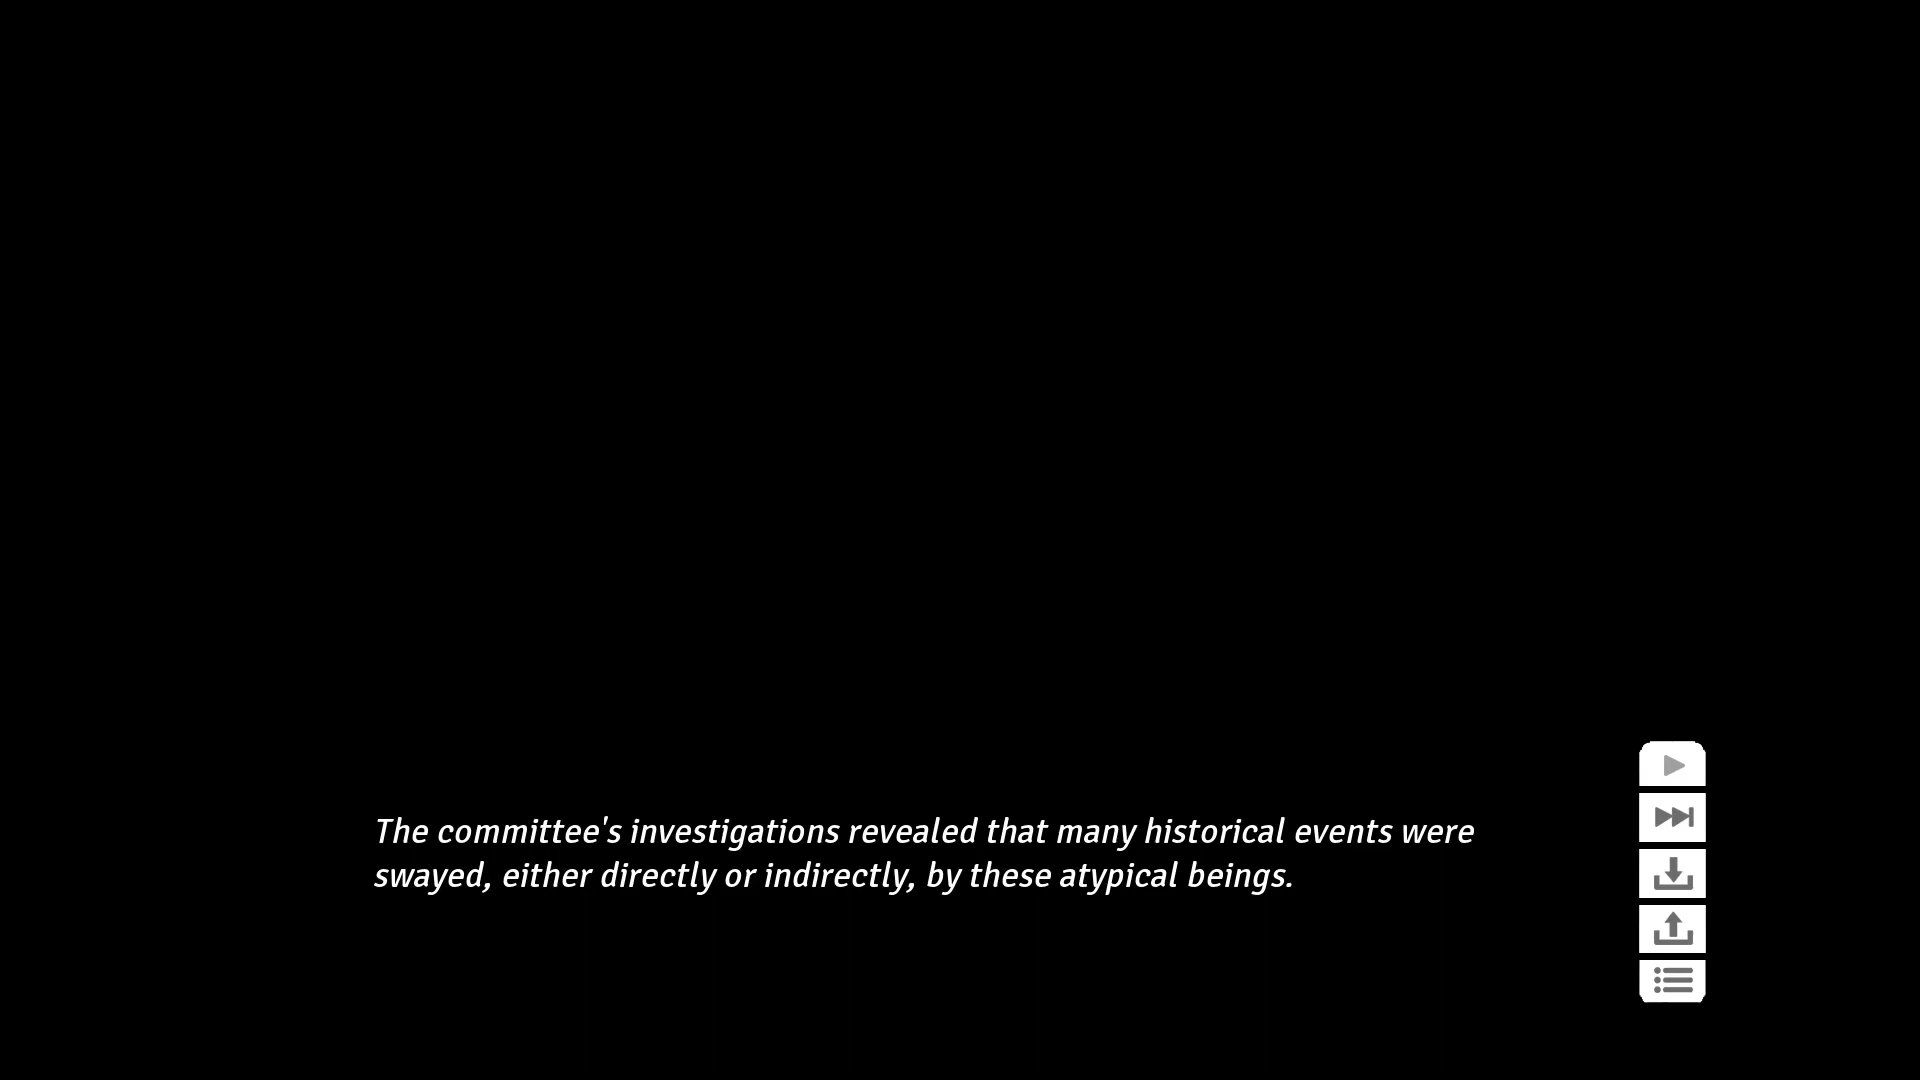 The committee's investigations revealed that many historical events were
swayed, either directly or indirectly, by these atypical beings.